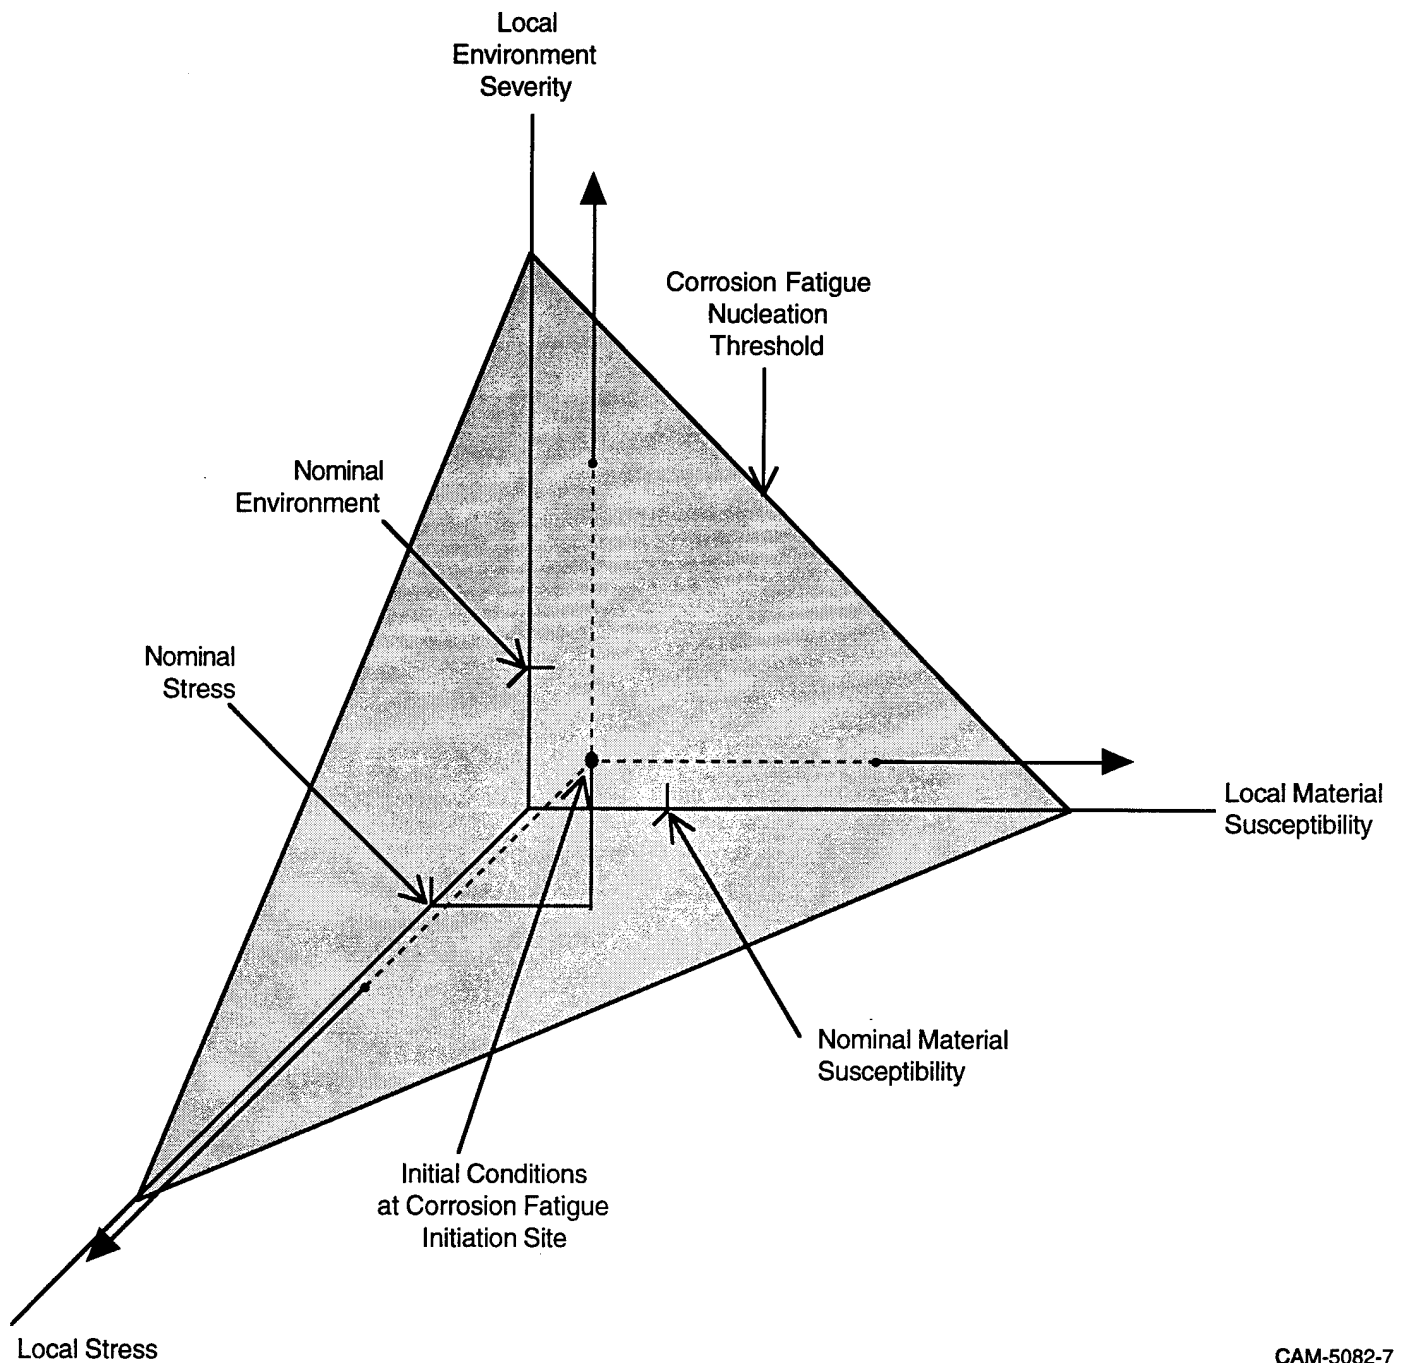 Local
Environment
Severity
Corrosion Fatigue
Nucleation
Threshold
Nominal
Environment
Nominal
Stress
Local Material
Susceptibility
Nominal Material
Susceptibility
Initial Conditions
at Corrosion Fatigue
Initiation Site
Local Stress
CAM-5082-7